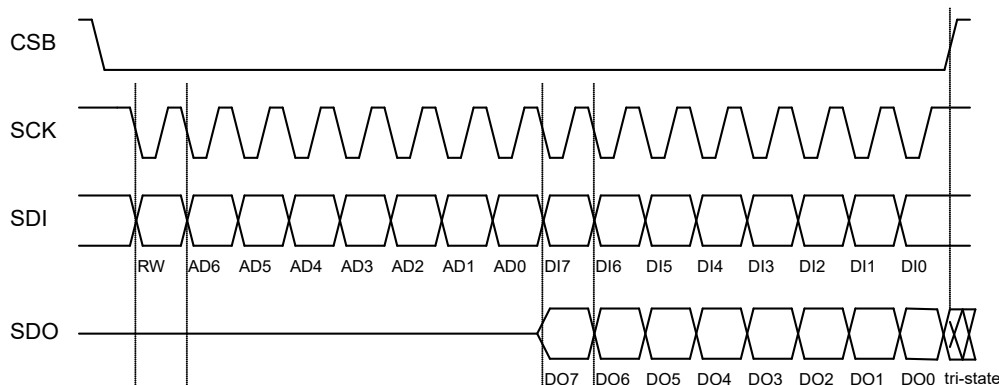 CSB
SCK
SDI
RW AD6 AD5 AD4 AD3 AD2 AD1 AD0 DI7 DI6 DI5 DI4 DI3 DI2 DI1 DI0
SDO
DO7 DO6 DO5 DO4 DO3 DO2 DO1 DO0 tri-state